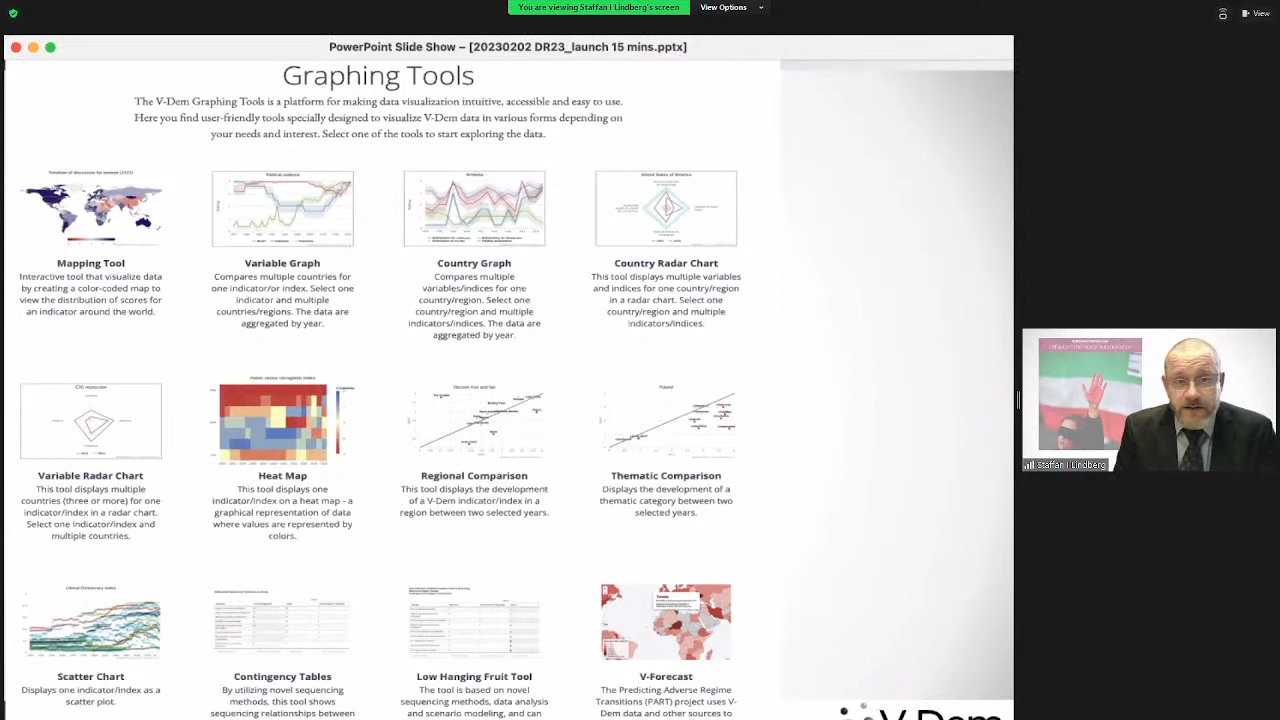 You are viewing Staffan I Lindberg's screen
View Options
View
PowerPoint Slide Show – [20230202 DR23_launch 15 mins.pptx]
Graphing Tools
The V-Dem Graphing Tools is a platform for making data visualization intuitive, accessible and easy to use.
Here you find user-friendly tools specially designed to visualize V-Dem data in various forms depending on
your needs and interest. Select one of the tools to start exploring the data.
Political violence
Armenia
United States of America
Mapping Tool
Interactive tool that visualize data
by creating a color-coded map to
view the distribution of scores for
an indicator around the world.
Variable Graph
Compares multiple countries for
one indicator/or index. Select one
indicator and multiple
countries/regions. The data are
aggregated by year.
Country Graph
Compares multiple
variables/indices for one
country/region. Select one
country/region and multiple
indicators/indices. The data are
aggregated by year.
Country Radar Chart
This tool displays multiple variables
and indices for one country/region
in a radar chart. Select one
country/region and multiple
indicators/indices.
Public sector corruption index
Election free and fair
Variable Radar Chart
This tool displays multiple
countries (three or more) for one
indicator/index in a radar chart.
Select one indicator/index and
multiple countries.
Heat Map
This tool displays one
indicator/index on a heat map - a
graphical representation of data
where values are represented by
colors.
Regional Comparison
This tool displays the development
of a V-Dem indicator/index in a
region between two selected years.
Thematic Comparison
Displays the development of a
thematic category between two
selected years.
Staffan I Lindberg
Liberal Democracy Index
Scatter Chart
Displays one indicator/index as a
scatter plot.
Contingency Tables
By utilizing novel sequencing
methods, this tool shows
sequencing relationships between
Low Hanging Fruit Tool
The tool is based on novel
sequencing methods, data analysis
and scenario modeling, and can
V-Forecast
The Predicting Adverse Regime
Transitions (PART) project uses V-
Dem data and other sources to
V-Dem